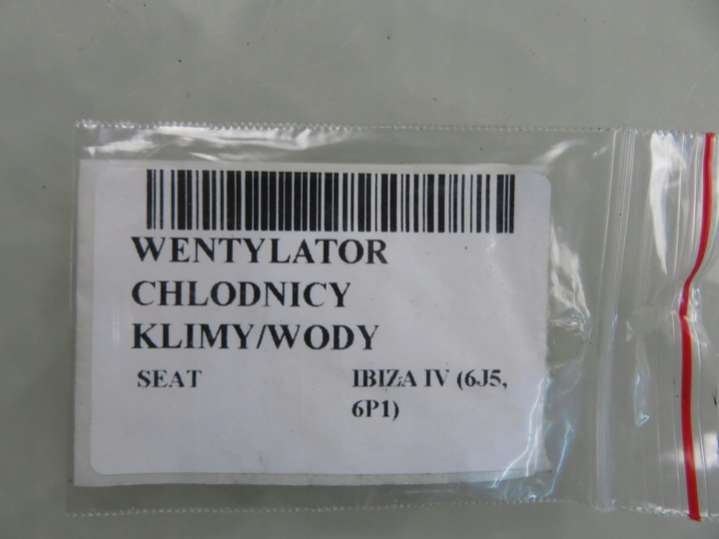 WENTYLATOR
CHLODNICY
KLIMY/WODY
SEAT IBIZA IV (6J5,
6P1)